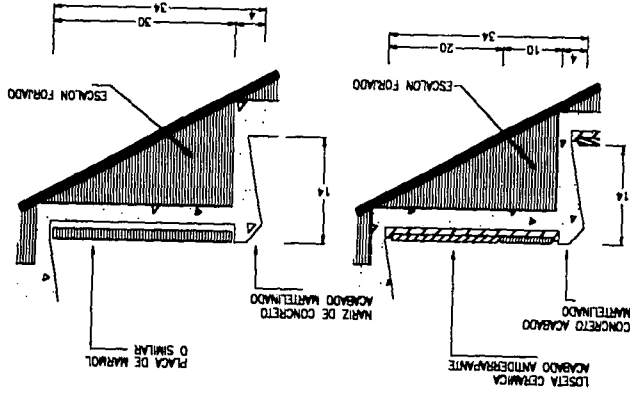 LOSETA CERAMICA
ACABADO ANTIDERRAPANTE
CONCRETO ACABADO
MARTELINADO
14
ESCALON FORJADO
4
10
20
34
PLACA DE MARMOL
O SIMILAR
NARIZ DE CONCRETO
ACABADO MARTELINADO
14
ESCALON FORJADO
4
30
34